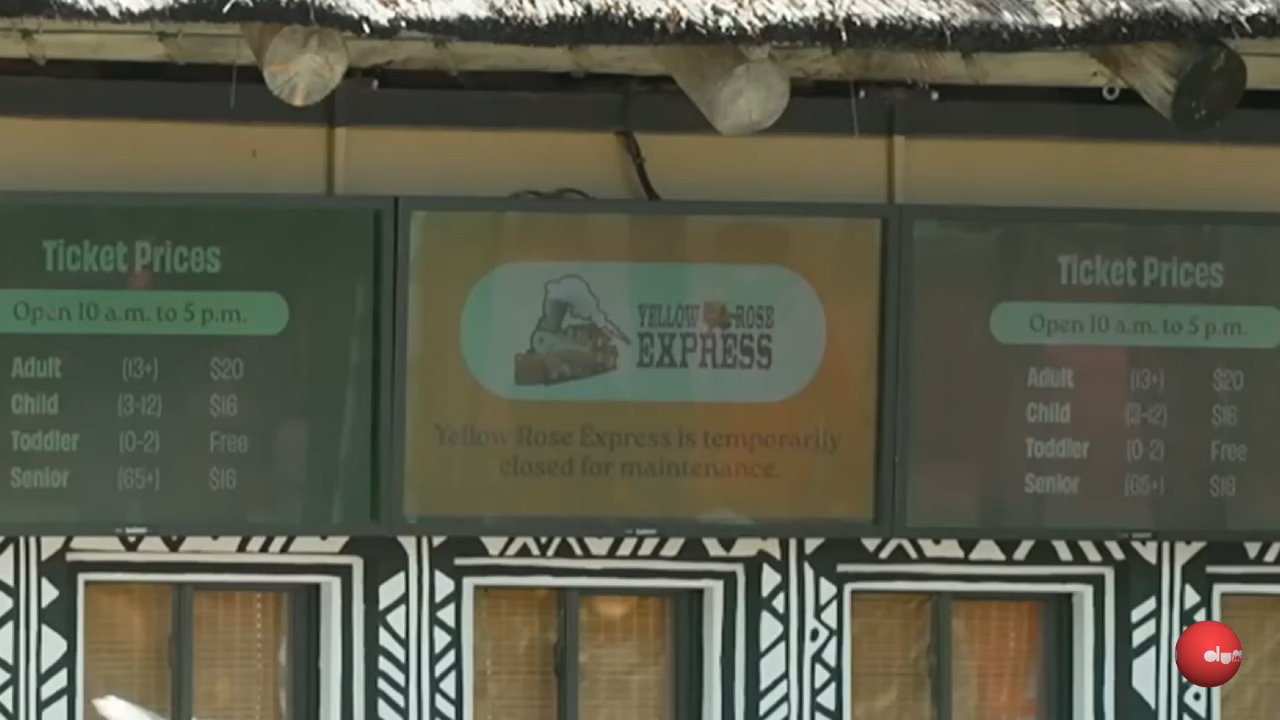 Ticket Prices
Open 10 a.m. to 5 p.m.
Adult (13+) $20
Child (3-12) $16
Toddler (0-2) Free
Senior (65+) $16
YELLOW ROSE
EXPRESS
Yellow Rose Express is temporarily
closed for maintenance.
Ticket Prices
Open 10 a.m. to 5 p.m.
Adult (13+) $20
Child (3-12) $16
Toddler (0-2) Free
Senior (65+) $16